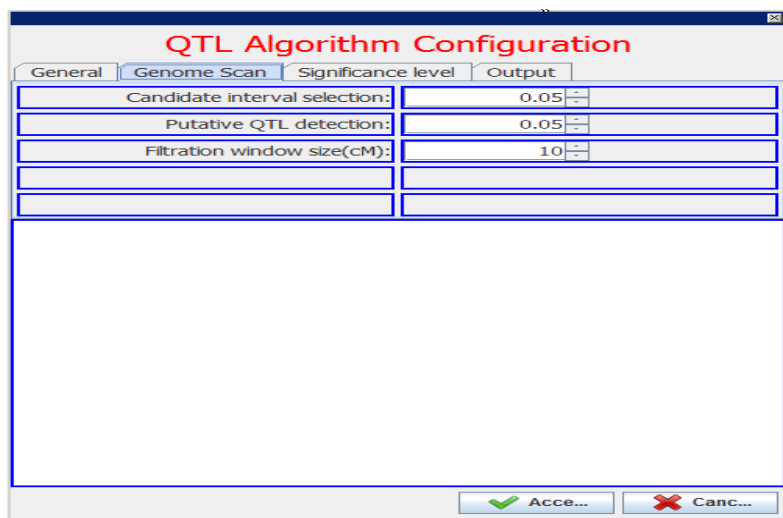 QTL Algorithm Configuration
General Genome Scan Significance level Output
Candidate interval selection: 0.05
Putative QTL detection: 0.05
Filtration window size(cM): 10
Acce... Canc...